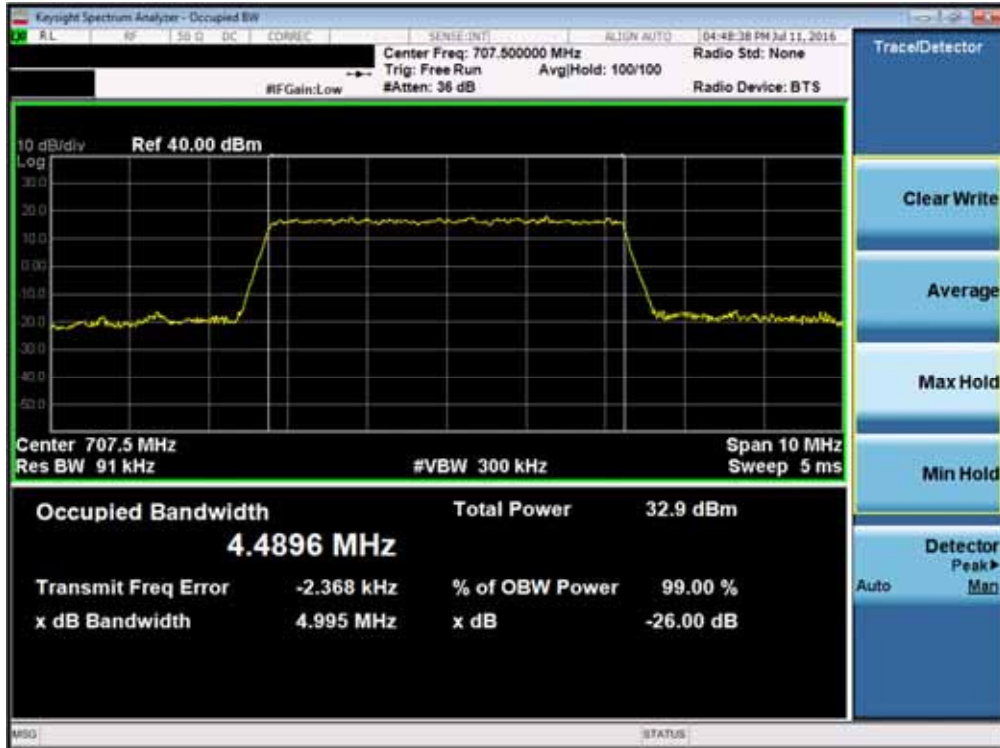 Keysight Spectrum Analyzer - Occupied BW
RL RF 50 Ω DC CORREC SENSE:INT ALIGN AUTO 04:48:38 PM Jul 11, 2016
Center Freq: 707.500000 MHz Radio Std: None
Trig: Free Run Avg|Hold: 100/100
#IFGain:Low #Atten: 36 dB Radio Device: BTS
Trace/Detector
10 dB/div Ref 40.00 dBm
Log
30.0
20.0
10.0
0.00
-10.0
-20.0
-30.0
-40.0
-50.0
Center 707.5 MHz Span 10 MHz
Res BW 91 kHz #VBW 300 kHz Sweep 5 ms
Occupied Bandwidth Total Power 32.9 dBm
4.4896 MHz
Transmit Freq Error -2.368 kHz % of OBW Power 99.00 %
x dB Bandwidth 4.995 MHz x dB -26.00 dB
Clear Write
Average
Max Hold
Min Hold
Detector
Peak▶
Auto Man
MSG STATUS